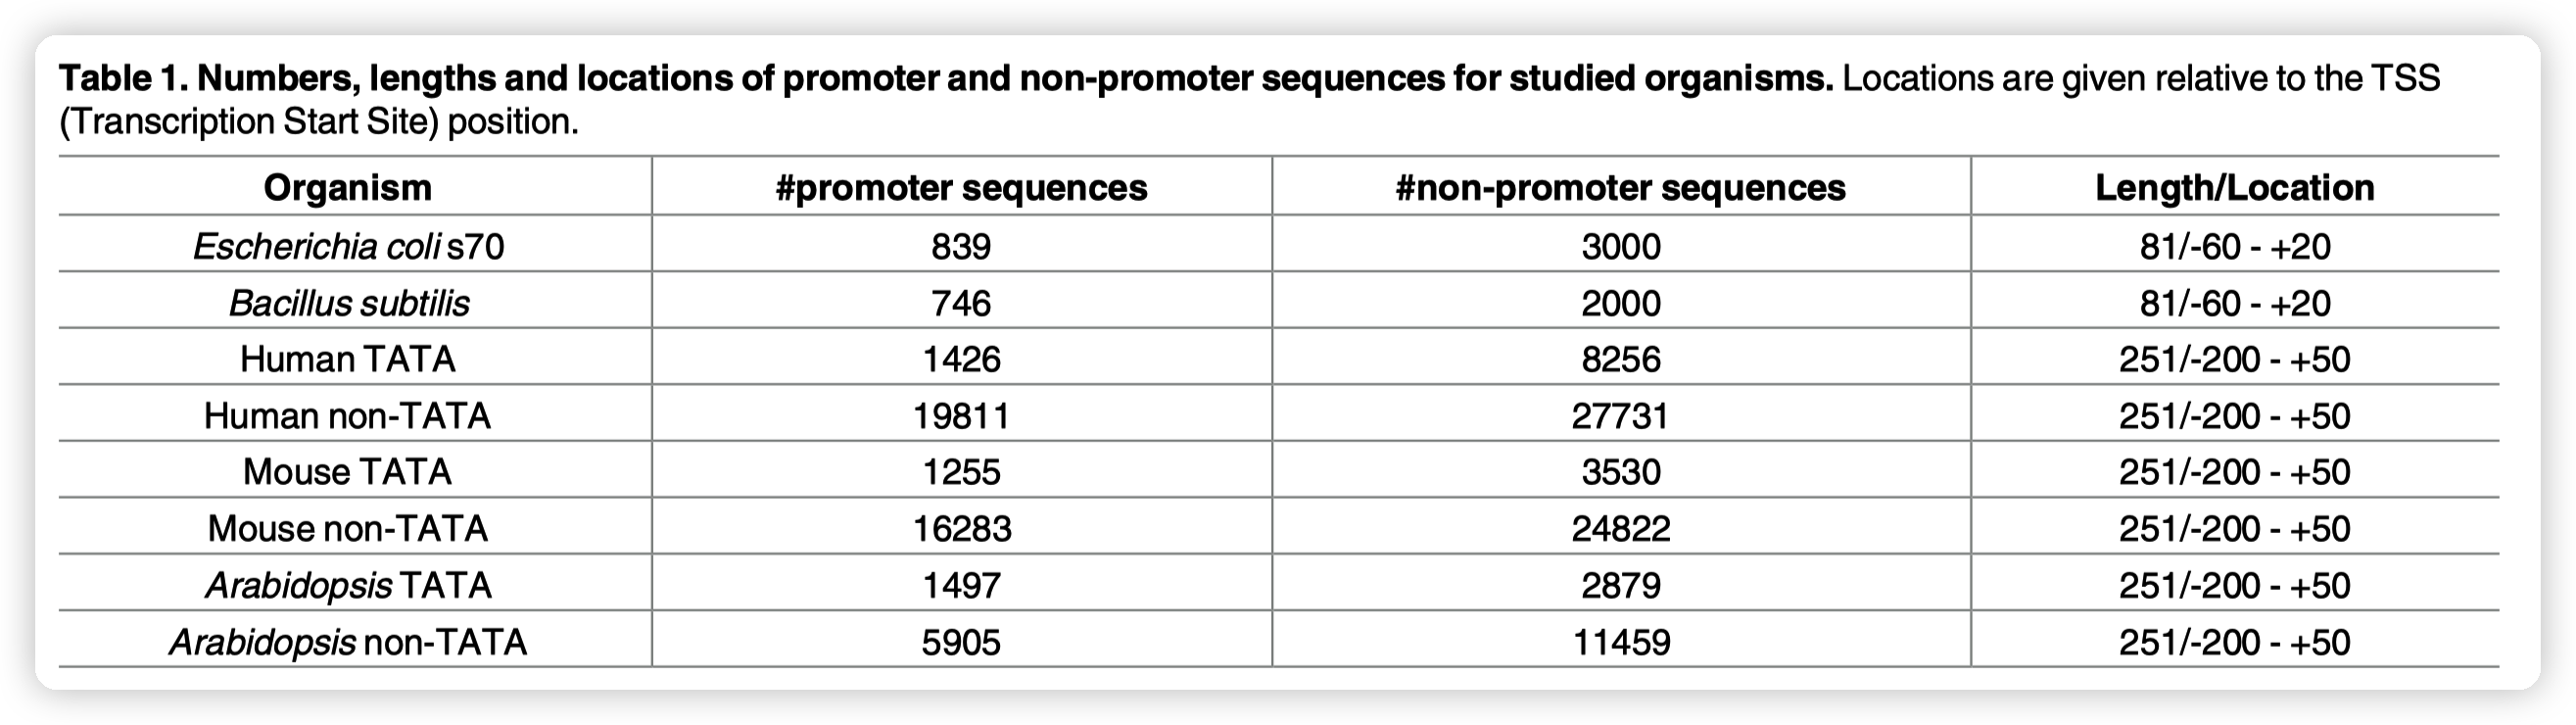 Table 1. Numbers, lengths and locations of promoter and non-promoter sequences for studied organisms. Locations are given relative to the TSS
(Transcription Start Site) position.
Organism #promoter sequences #non-promoter sequences Length/Location
Escherichia coli s70 839 3000 81/-60 - +20
Bacillus subtilis 746 2000 81/-60 - +20
Human TATA 1426 8256 251/-200 - +50
Human non-TATA 19811 27731 251/-200 - +50
Mouse TATA 1255 3530 251/-200 - +50
Mouse non-TATA 16283 24822 251/-200 - +50
Arabidopsis TATA 1497 2879 251/-200 - +50
Arabidopsis non-TATA 5905 11459 251/-200 - +50